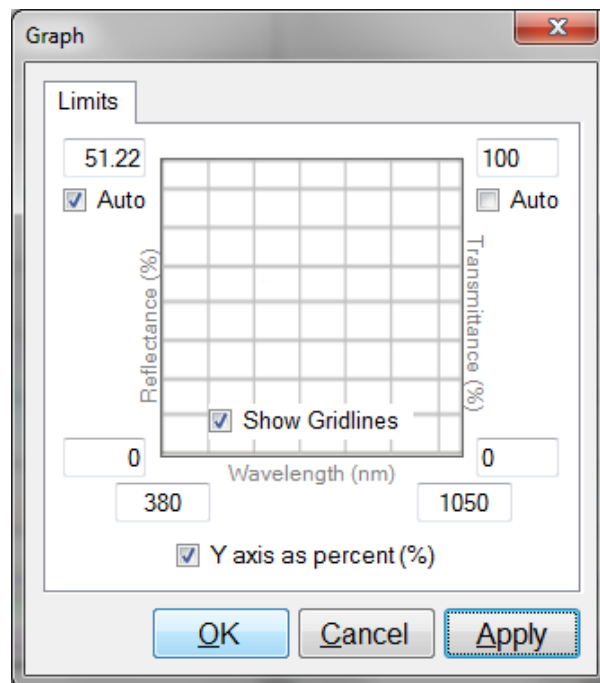 Graph
Limits
51.22
100
Auto
Auto
Reflectance (%)
Transmittance (%)
Show Gridlines
0
0
Wavelength (nm)
380
1050
Y axis as percent (%)
OK
Cancel
Apply